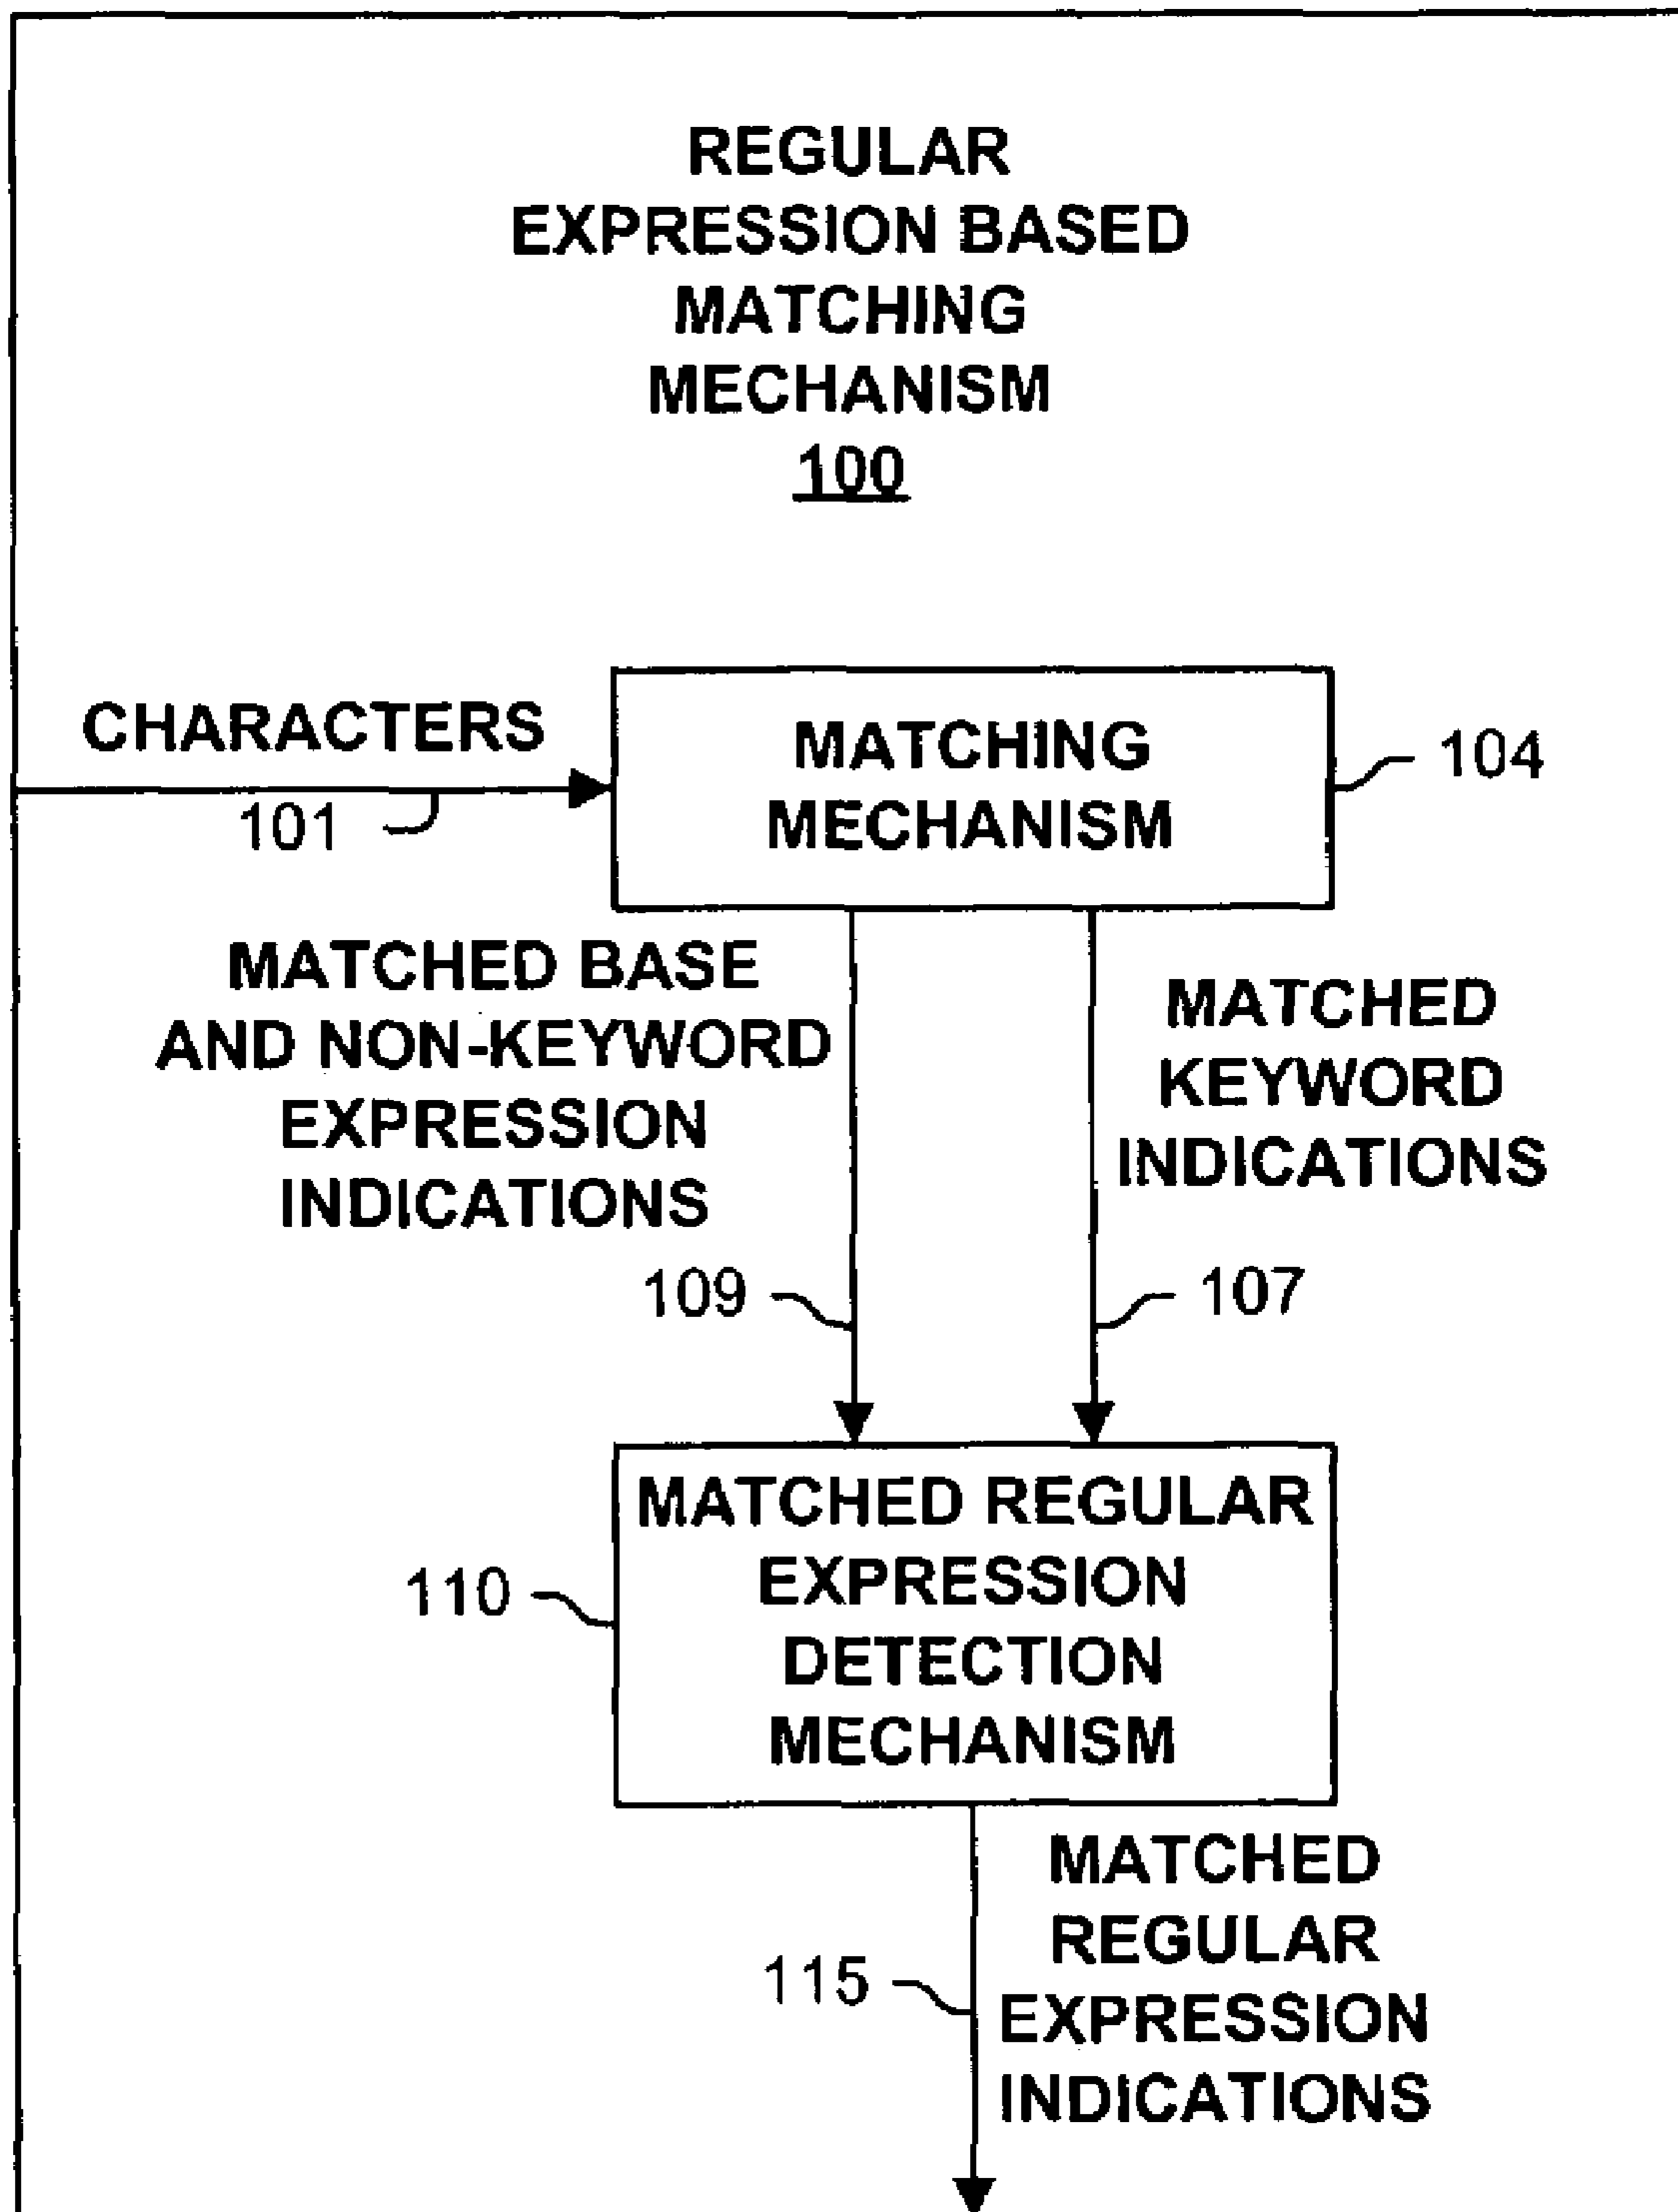 REGULAR
EXPRESSION BASED
MATCHING
MECHANISM
100
CHARACTERS
101
MATCHING
MECHANISM
104
MATCHED BASE
AND NON-KEYWORD
EXPRESSION
INDICATIONS
MATCHED
KEYWORD
INDICATIONS
109
107
MATCHED REGULAR
EXPRESSION
DETECTION
MECHANISM
110
MATCHED
REGULAR
EXPRESSION
INDICATIONS
115